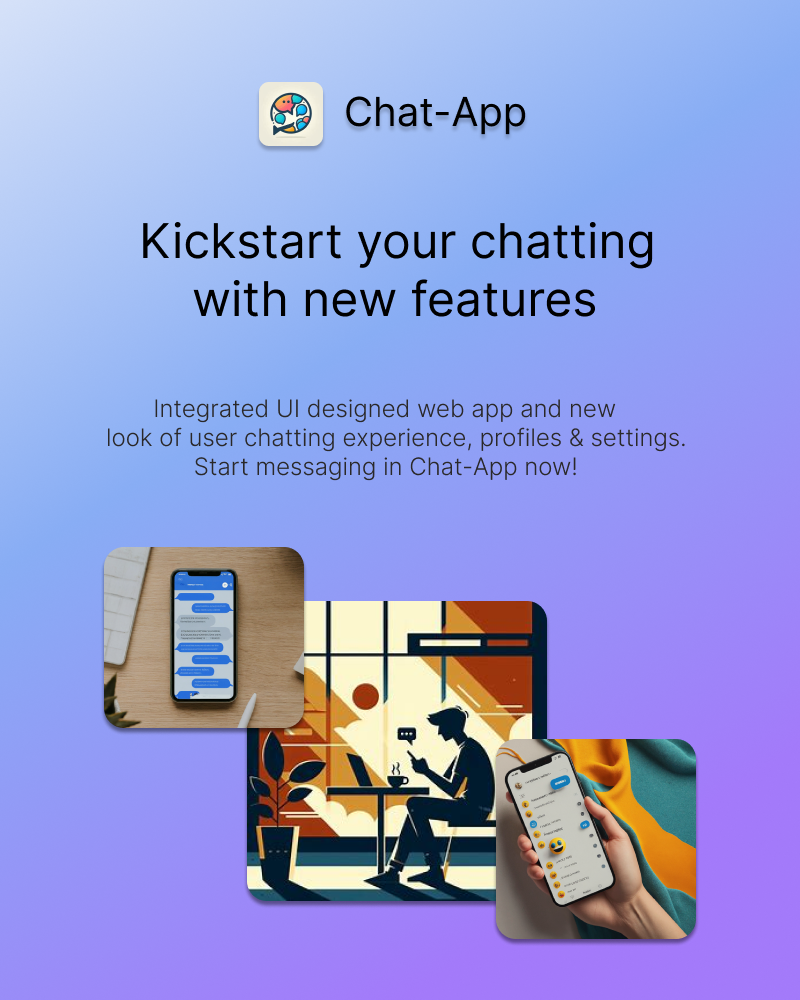 Chat-App
Kickstart your chatting
with new features
Integrated UI designed web app and new
look of user chatting experience, profiles & settings.
Start messaging in Chat-App now!